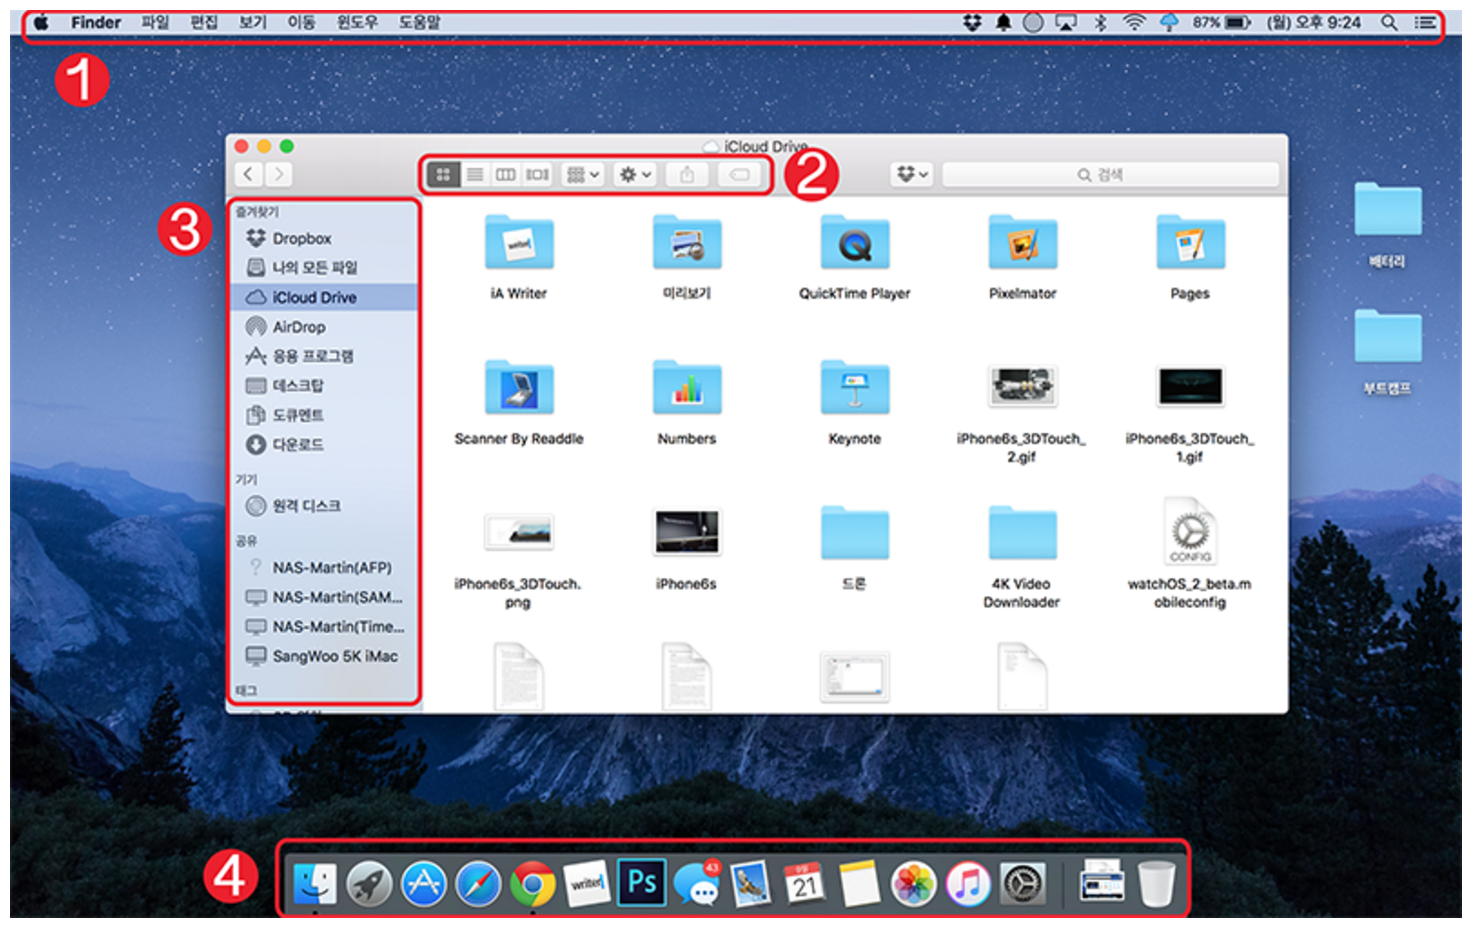 Finder 파일 편집 보기 이동 윈도우 도움말 87% (월) 오후 9:24
1
iCloud Drive
2
검색
3
즐겨찾기
Dropbox
나의 모든 파일
iCloud Drive
AirDrop
응용 프로그램
데스크탑
도큐멘트
다운로드
기기
원격 디스크
공유
NAS-Martin(AFP)
NAS-Martin(SAM...
NAS-Martin(Time...
SangWoo 5K iMac
태그
writer
iA Writer
미리보기
QuickTime Player
Pixelmator
Pages
Scanner By Readdle
Numbers
Keynote
iPhone6s_3DTouch_
2.gif
iPhone6s_3DTouch_
1.gif
iPhone6s_3DTouch.
png
iPhone6s
드론
4K Video
Downloader
CONFIG
watchOS_2_beta.m
obileconfig
배터리
부트캠프
4
writer
Ps
43
21